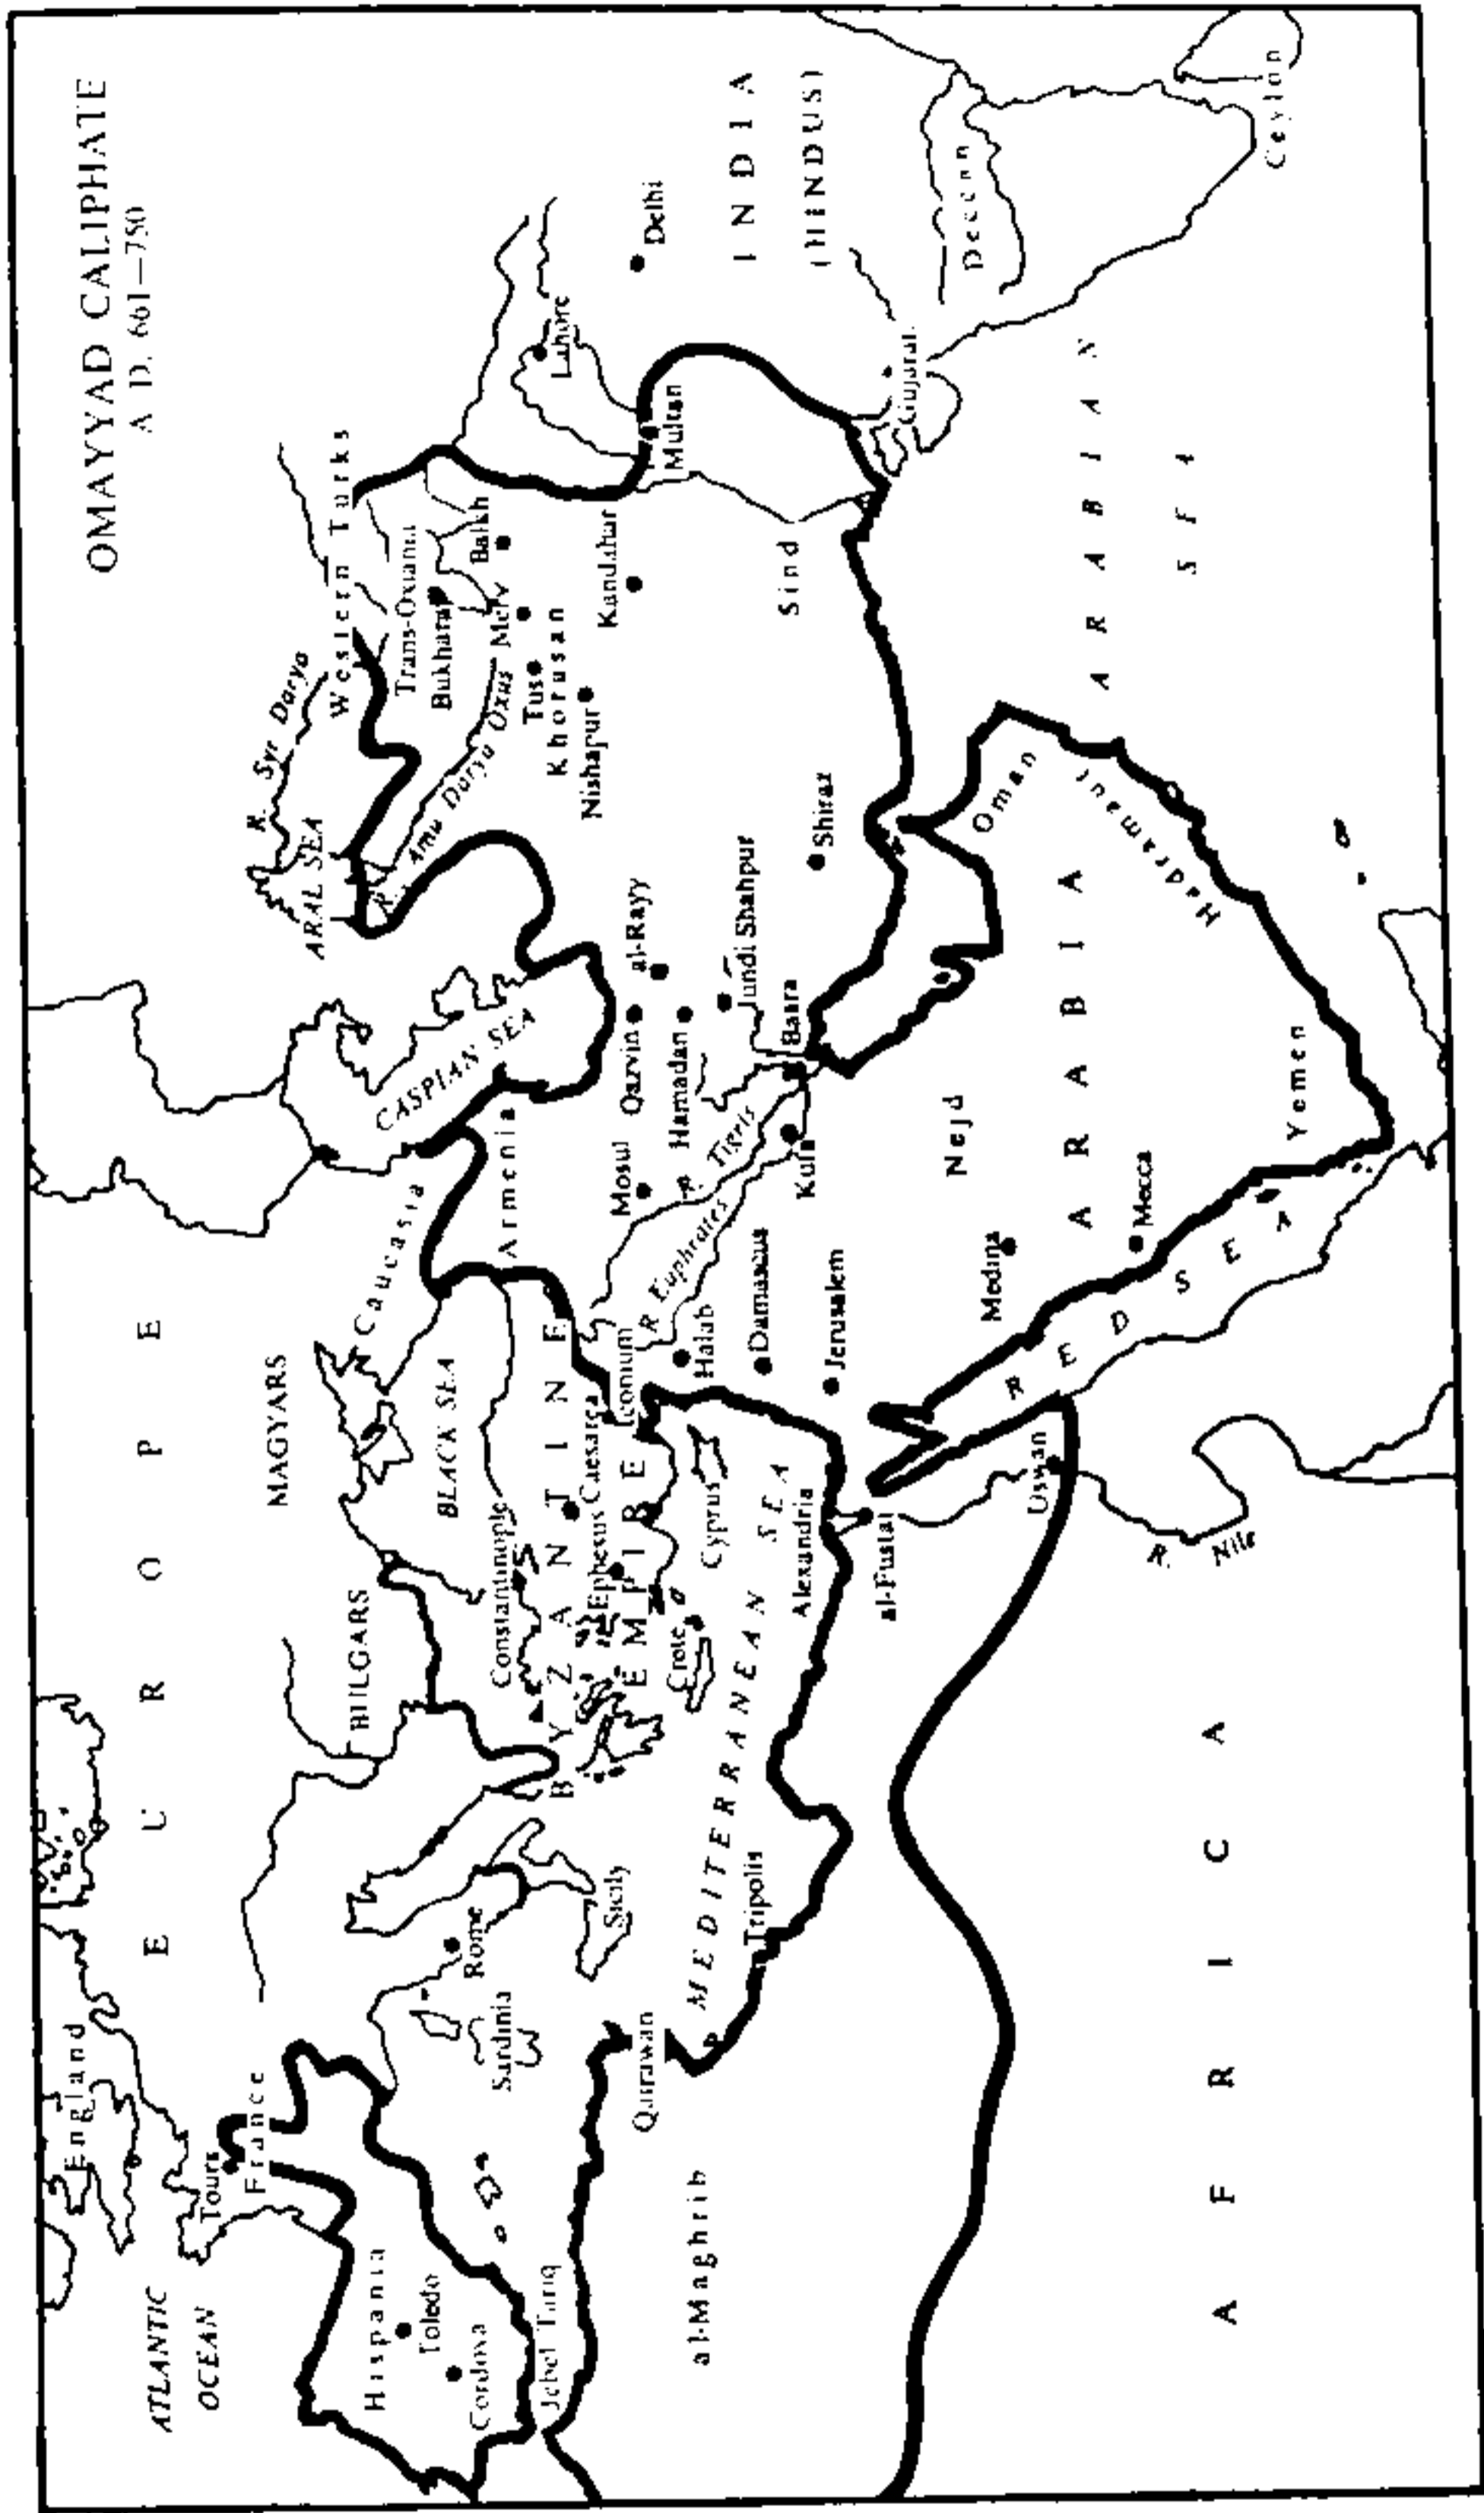 OMAYYAD CALIPHATE
A D. 661—750
EUROPE
ATLANTIC
OCEAN
England
Tours
France
Hispania
Toledo
Cordova
Jebel Tariq
al-Maghrib
Qairawan
Sardinia
Rome
Sicily
Tripolis
MEDITERRANEAN SEA
BULGARS
MAGYARS
BLACK SEA
Constantinople
BYZANTINE
EMPIRE
Ephesus
Caesarea
Iconium
Crete
Cyprus
Alexandria
al-Fustat
Uswan
R. Nile
AFRICA
Caucasia
Armenia
CASPIAN SEA
ARAL SEA
R. Syr Darya
Western Turks
Trans-Oxiana
Bukhara
Balkh
R. Amu Darya Oxus
Merv
Tus
Khorusan
Nishapur
Kandahar
Lahore
Multan
Delhi
INDIA
(HINDUS)
Sind
Gujarat
Deccan
Ceylon
ARABIAN
SEA
Mosul
Qazvin
al-Rayy
Hamadan
Jundi Shahpur
Shiraz
R Tigris
R Euphrates
Basra
Kufa
Halab
Damascus
Jerusalem
Nejd
Medina
Mecca
ARABIA
Oman
Hadramaut
Yemen
RED SEA